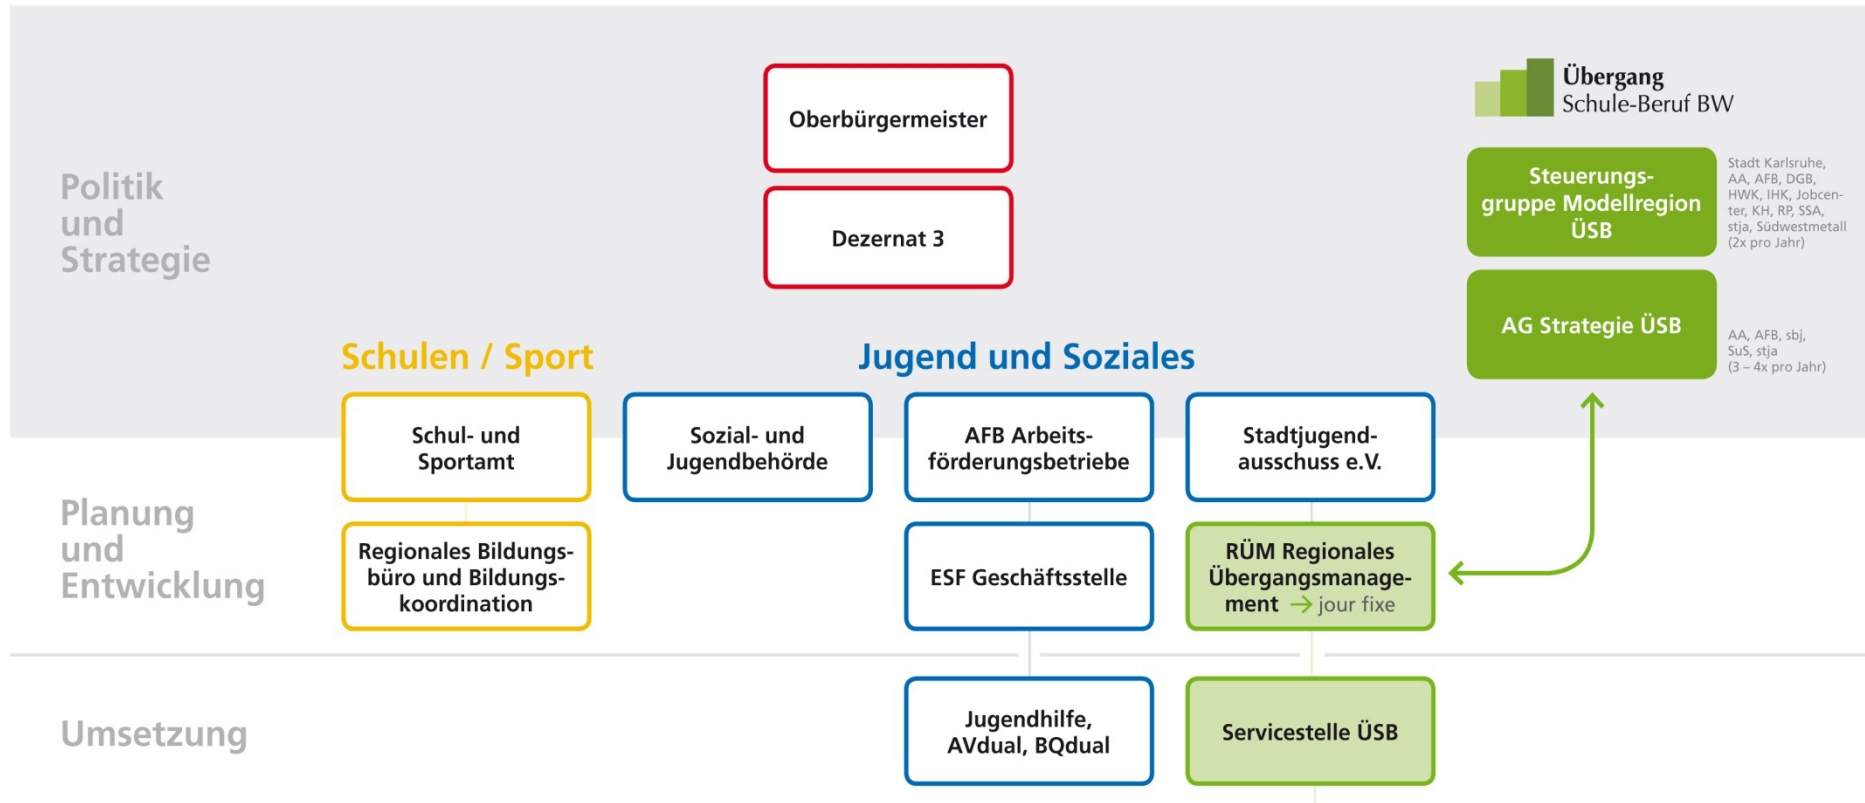 Oberbürgermeister
Dezernat 3
Übergang
Schule-Beruf BW
Steuerungs-
gruppe Modellregion
ÜSB
Stadt Karlsruhe,
AA, AFB, DGB,
HWK, IHK, Jobcen-
ter, KH, RP, SSA,
stja, Südwestmetall
(2x pro Jahr)
AG Strategie ÜSB
AA, AFB, sbj,
SuS, stja
(3 – 4x pro Jahr)
Politik
und
Strategie
Schulen / Sport
Jugend und Soziales
Schul- und
Sportamt
Sozial- und
Jugendbehörde
AFB Arbeits-
förderungsbetriebe
Stadtjugend-
ausschuss e.V.
Planung
und
Entwicklung
Regionales Bildungs-
büro und Bildungs-
koordination
ESF Geschäftsstelle
RÜM Regionales
Übergangsmanage-
ment → jour fixe
Umsetzung
Jugendhilfe,
AVdual, BQdual
Servicestelle ÜSB